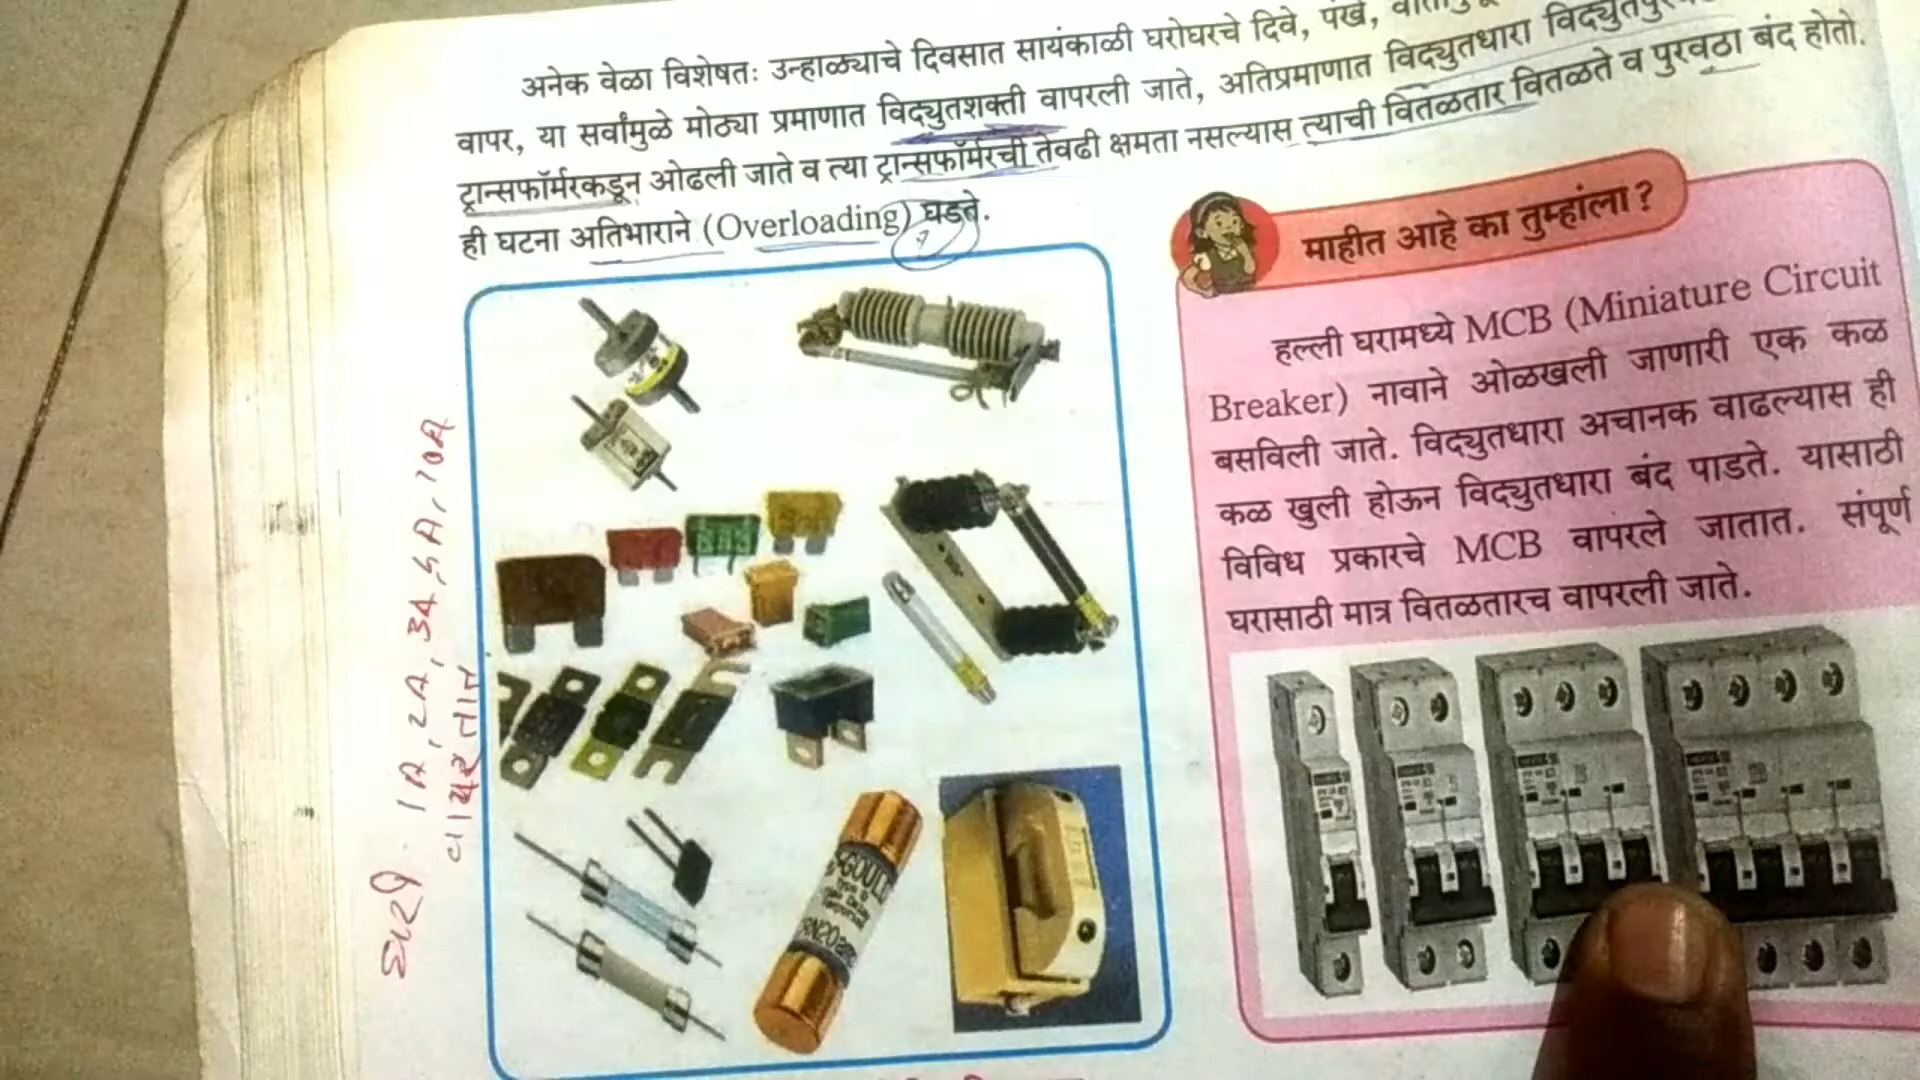 अनेक वेळा विशेषतः उन्हाळ्याचे दिवसात सायंकाळी घरोघरचे दिवे, पंखे,
वापर, या सर्वांमुळे मोठ्या प्रमाणात विद्युतशक्ती वापरली जाते, अतिप्रमाणात विद्युतधारा
ट्रान्सफॉर्मरकडून ओढली जाते व त्या ट्रान्सफॉर्मरची तेवढी क्षमता नसल्यास त्याची वितळतार वितळते व पुरवठा बंद होतो.
ही घटना अतिभाराने (Overloading) घडते.
माहीत आहे का तुम्हांला?
हल्ली घरामध्ये MCB (Miniature Circuit
Breaker) नावाने ओळखली जाणारी एक कळ
बसविली जाते. विद्युतधारा अचानक वाढल्यास ही
कळ खुली होऊन विद्युतधारा बंद पाडते. यासाठी
विविध प्रकारचे MCB वापरले जातात. संपूर्ण
घरासाठी मात्र वितळतारच वापरली जाते.
घरी 1A, 2A, 3A, 5A, 10A
वापरतात
GOULD